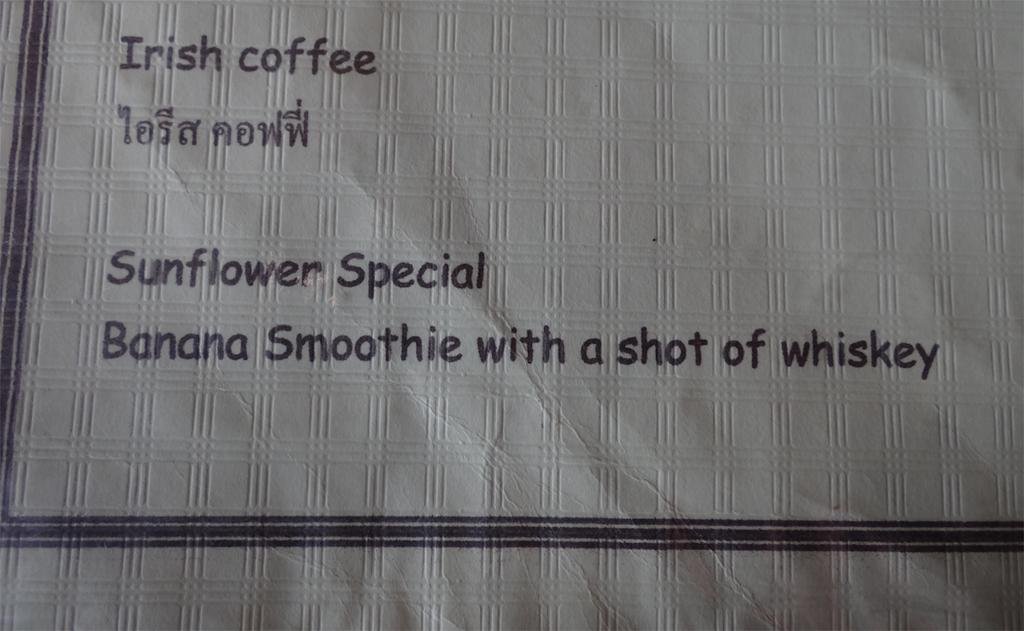 Irish coffee
ไอรีส คอฟฟี่
Sunflower Special
Banana Smoothie with a shot of whiskey